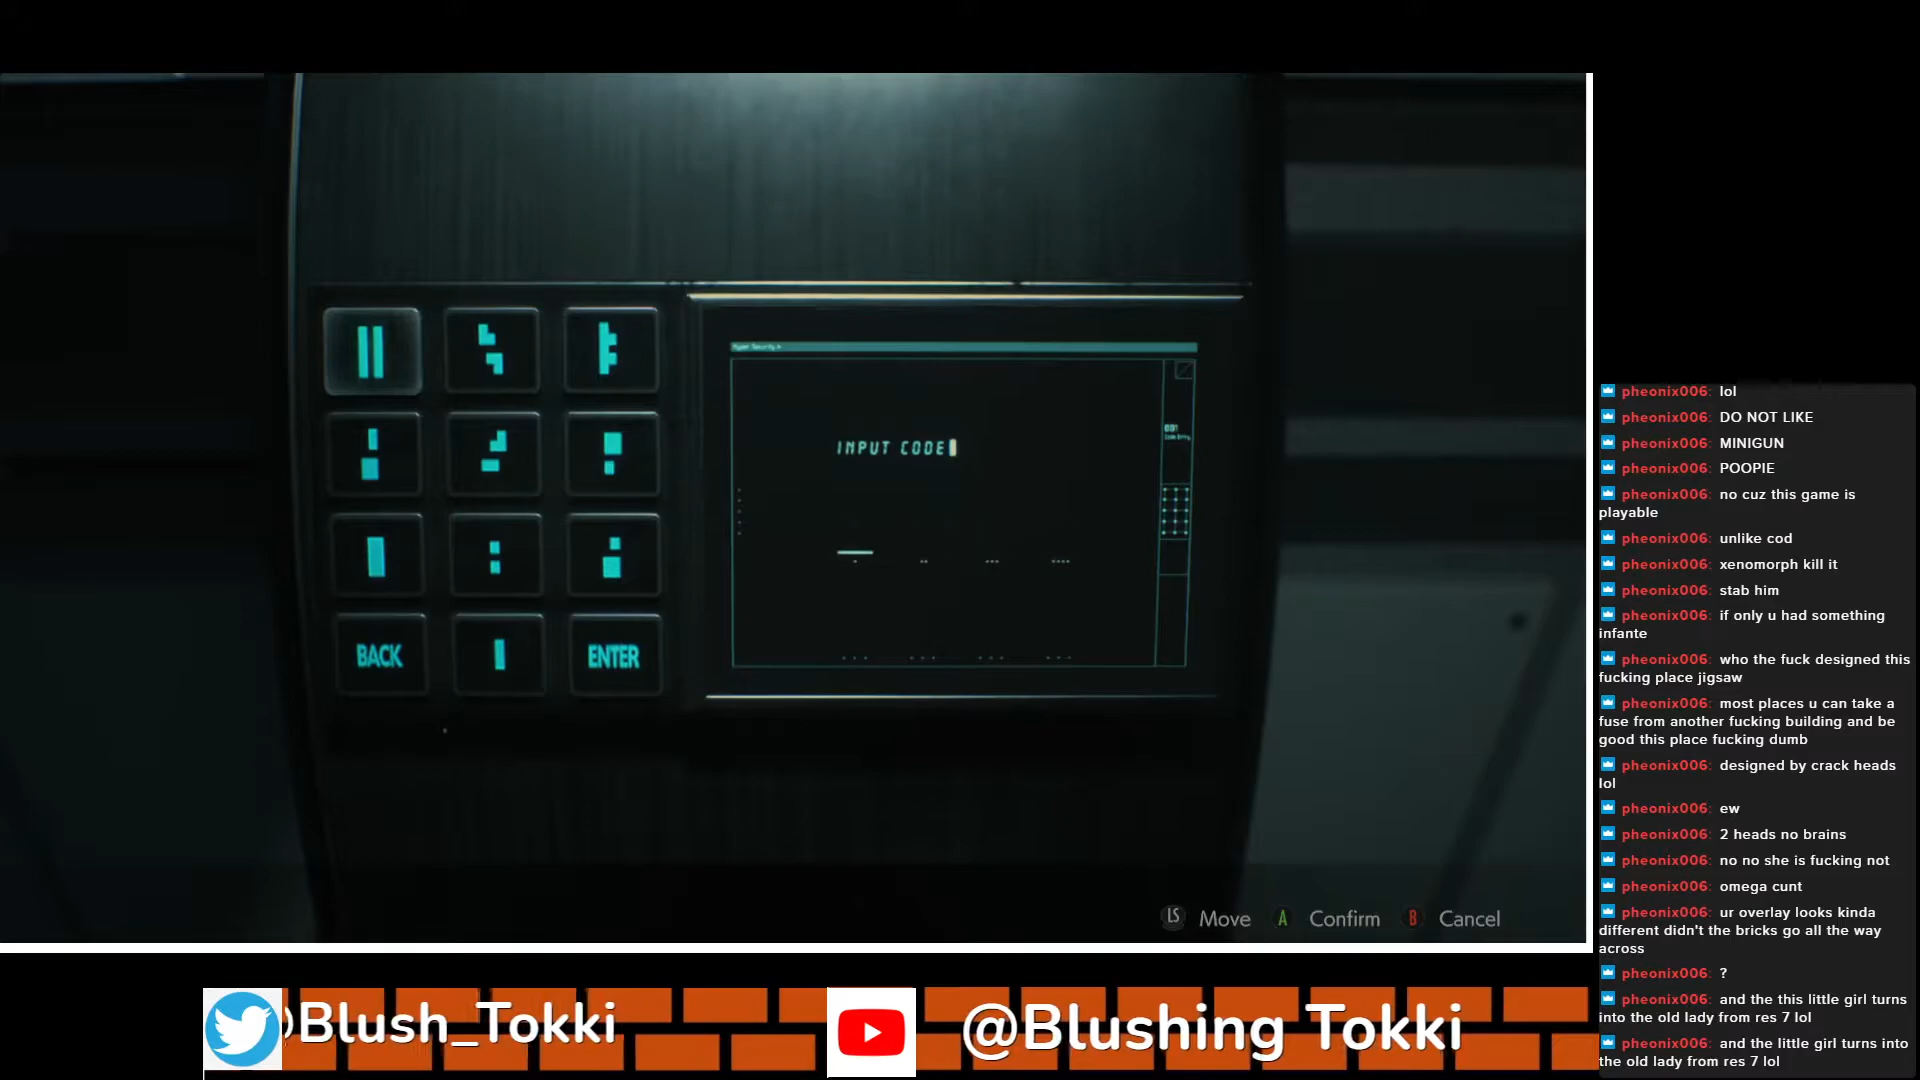 Hyper Security
INPUT CODE
001
Code Entry
BACK
ENTER
LS Move A Confirm B Cancel
pheonix006: lol
pheonix006: DO NOT LIKE
pheonix006: MINIGUN
pheonix006: POOPIE
pheonix006: no cuz this game is
playable
pheonix006: unlike cod
pheonix006: xenomorph kill it
pheonix006: stab him
pheonix006: if only u had something
infante
pheonix006: who the fuck designed this
fucking place jigsaw
pheonix006: most places u can take a
fuse from another fucking building and be
good this place fucking dumb
pheonix006: designed by crack heads
lol
pheonix006: ew
pheonix006: 2 heads no brains
pheonix006: no no she is fucking not
pheonix006: omega cunt
pheonix006: ur overlay looks kinda
different didn't the bricks go all the way
across
pheonix006: ?
pheonix006: and the this little girl turns
into the old lady from res 7 lol
pheonix006: and the little girl turns into
the old lady from res 7 lol
@Blush_Tokki
@Blushing Tokki